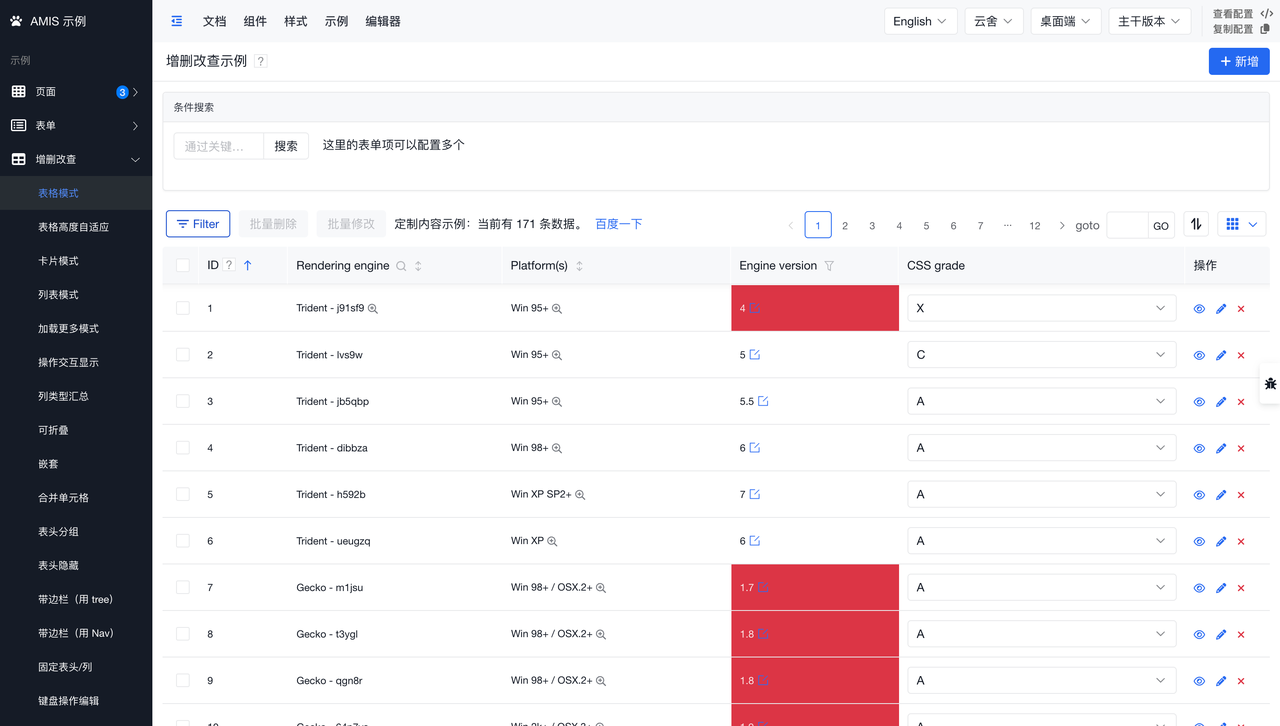 AMIS 示例
文档 组件 样式 示例 编辑器
English 云舍 桌面端 主干版本
查看配置
复制配置
示例
页面 3
表单
增删改查
表格模式
表格高度自适应
卡片模式
列表模式
加载更多模式
操作交互显示
列类型汇总
可折叠
嵌套
合并单元格
表头分组
表头隐藏
带边栏（用 tree）
带边栏（用 Nav）
固定表头/列
键盘操作编辑
增删改查示例 ?
新增
条件搜索
通过关键… 搜索 这里的表单项可以配置多个
Filter 批量删除 批量修改 定制内容示例：当前有 171 条数据。 百度一下
1 2 3 4 5 6 7 ··· 12 goto GO
ID ? Rendering engine Platform(s) Engine version CSS grade 操作
1 Trident - j91sf9 Win 95+ 4 X
2 Trident - lvs9w Win 95+ 5 C
3 Trident - jb5qbp Win 95+ 5.5 A
4 Trident - dibbza Win 98+ 6 A
5 Trident - h592b Win XP SP2+ 7 A
6 Trident - ueugzq Win XP 6 A
7 Gecko - m1jsu Win 98+ / OSX.2+ 1.7 A
8 Gecko - t3ygl Win 98+ / OSX.2+ 1.8 A
9 Gecko - qgn8r Win 98+ / OSX.2+ 1.8 A